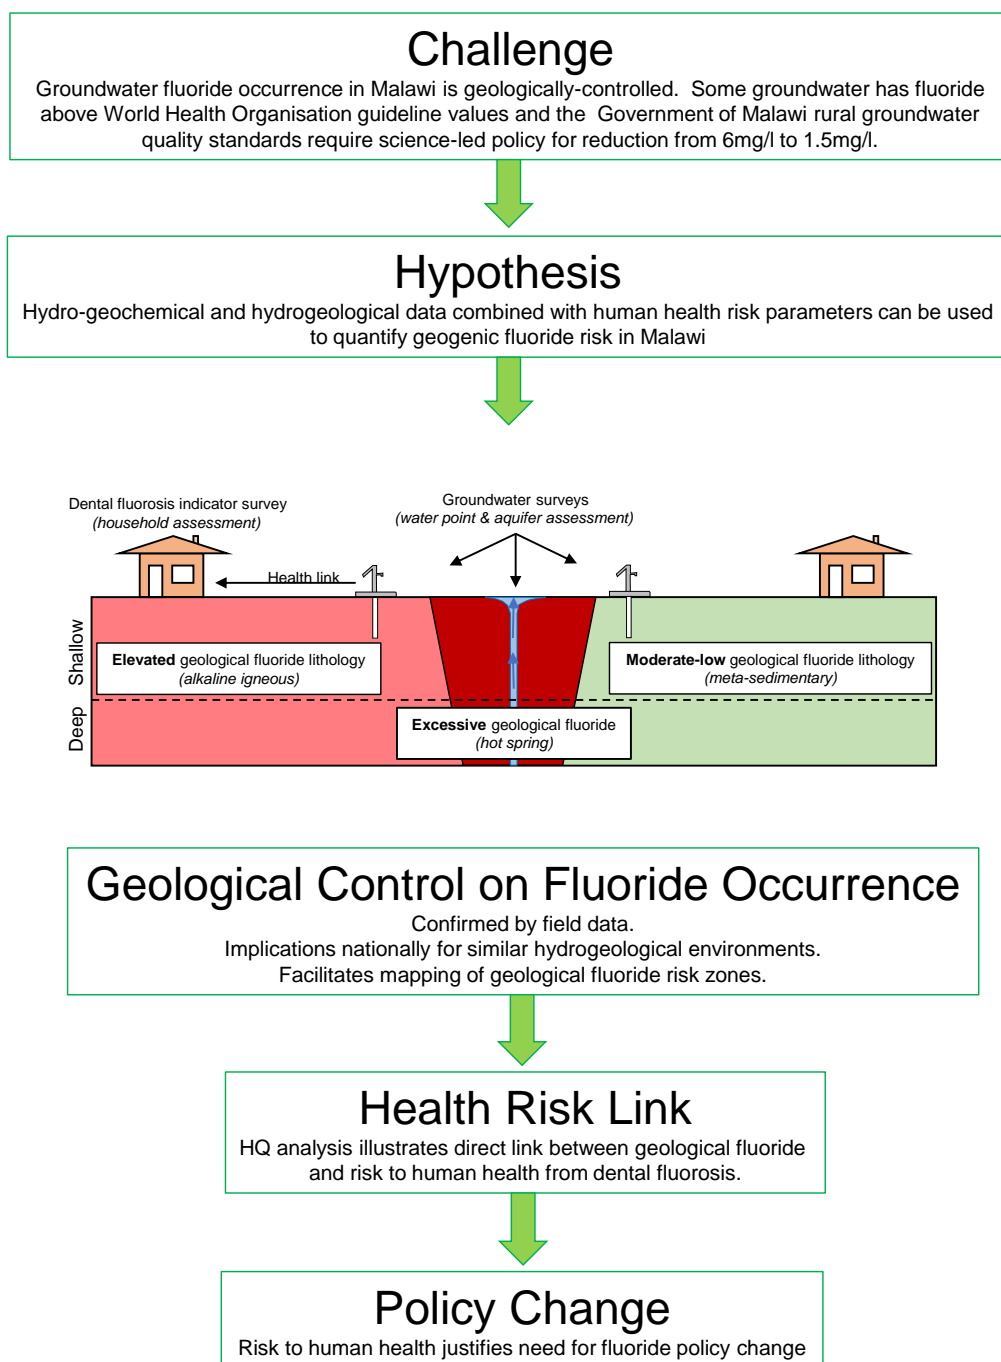 Challenge
Groundwater fluoride occurrence in Malawi is geologically-controlled. Some groundwater has fluoride
above World Health Organisation guideline values and the Government of Malawi rural groundwater
quality standards require science-led policy for reduction from 6mg/l to 1.5mg/l.
Hypothesis
Hydro-geochemical and hydrogeological data combined with human health risk parameters can be used
to quantify geogenic fluoride risk in Malawi
Dental fluorosis indicator survey
(household assessment)
Groundwater surveys
(water point & aquifer assessment)
Health link
Shallow
Elevated geological fluoride lithology
(alkaline igneous)
Moderate-low geological fluoride lithology
(meta-sedimentary)
Deep
Excessive geological fluoride
(hot spring)
Geological Control on Fluoride Occurrence
Confirmed by field data.
Implications nationally for similar hydrogeological environments.
Facilitates mapping of geological fluoride risk zones.
Health Risk Link
HQ analysis illustrates direct link between geological fluoride
and risk to human health from dental fluorosis.
Policy Change
Risk to human health justifies need for fluoride policy change